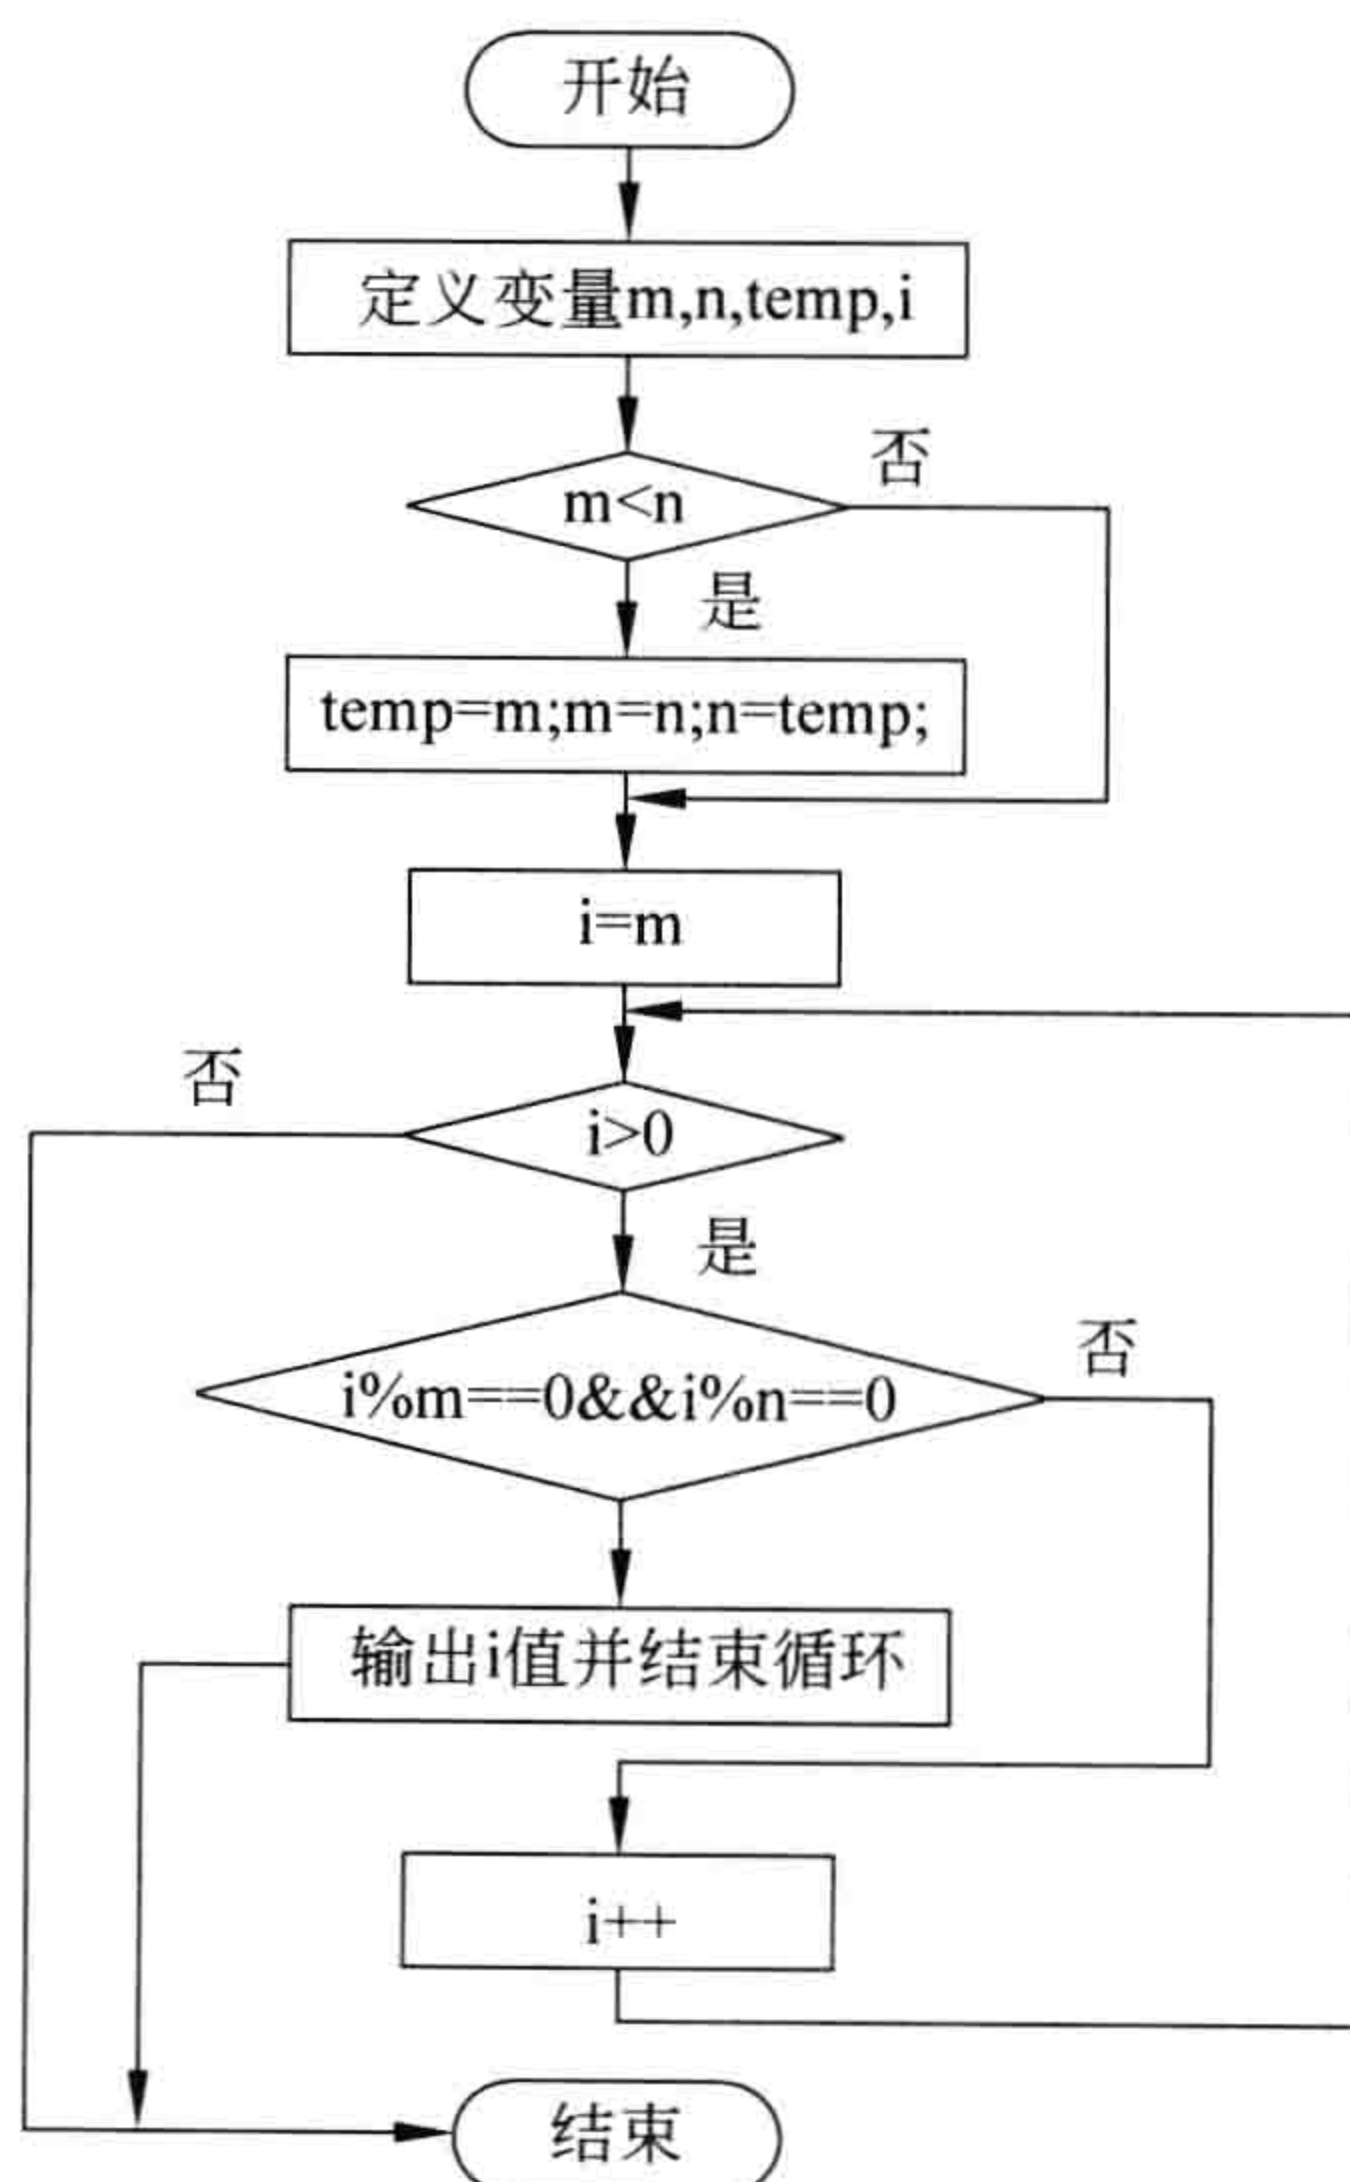 开始
定义变量m,n,temp,i
m<n
否
是
temp=m;m=n;n=temp;
i=m
否
i>0
是
否
i%m==0&&i%n==0
输出i值并结束循环
i++
结束